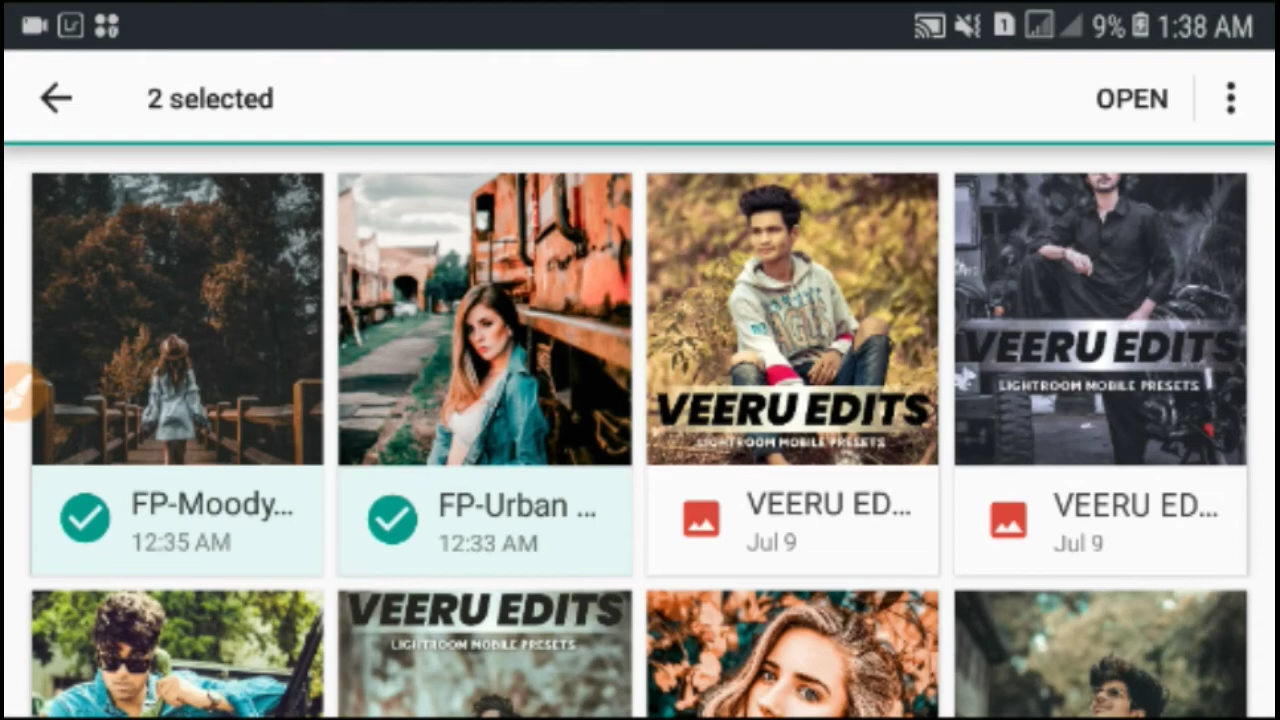 Lr
1 9% 1:38 AM
2 selected
OPEN
VEERU EDITS
LIGHTROOM MOBILE PRESETS
VEERU EDITS
LIGHTROOM MOBILE PRESETS
FP-Moody...
12:35 AM
FP-Urban ...
12:33 AM
VEERU ED...
Jul 9
VEERU ED...
Jul 9
VEERU EDITS
LIGHTROOM MOBILE PRESETS